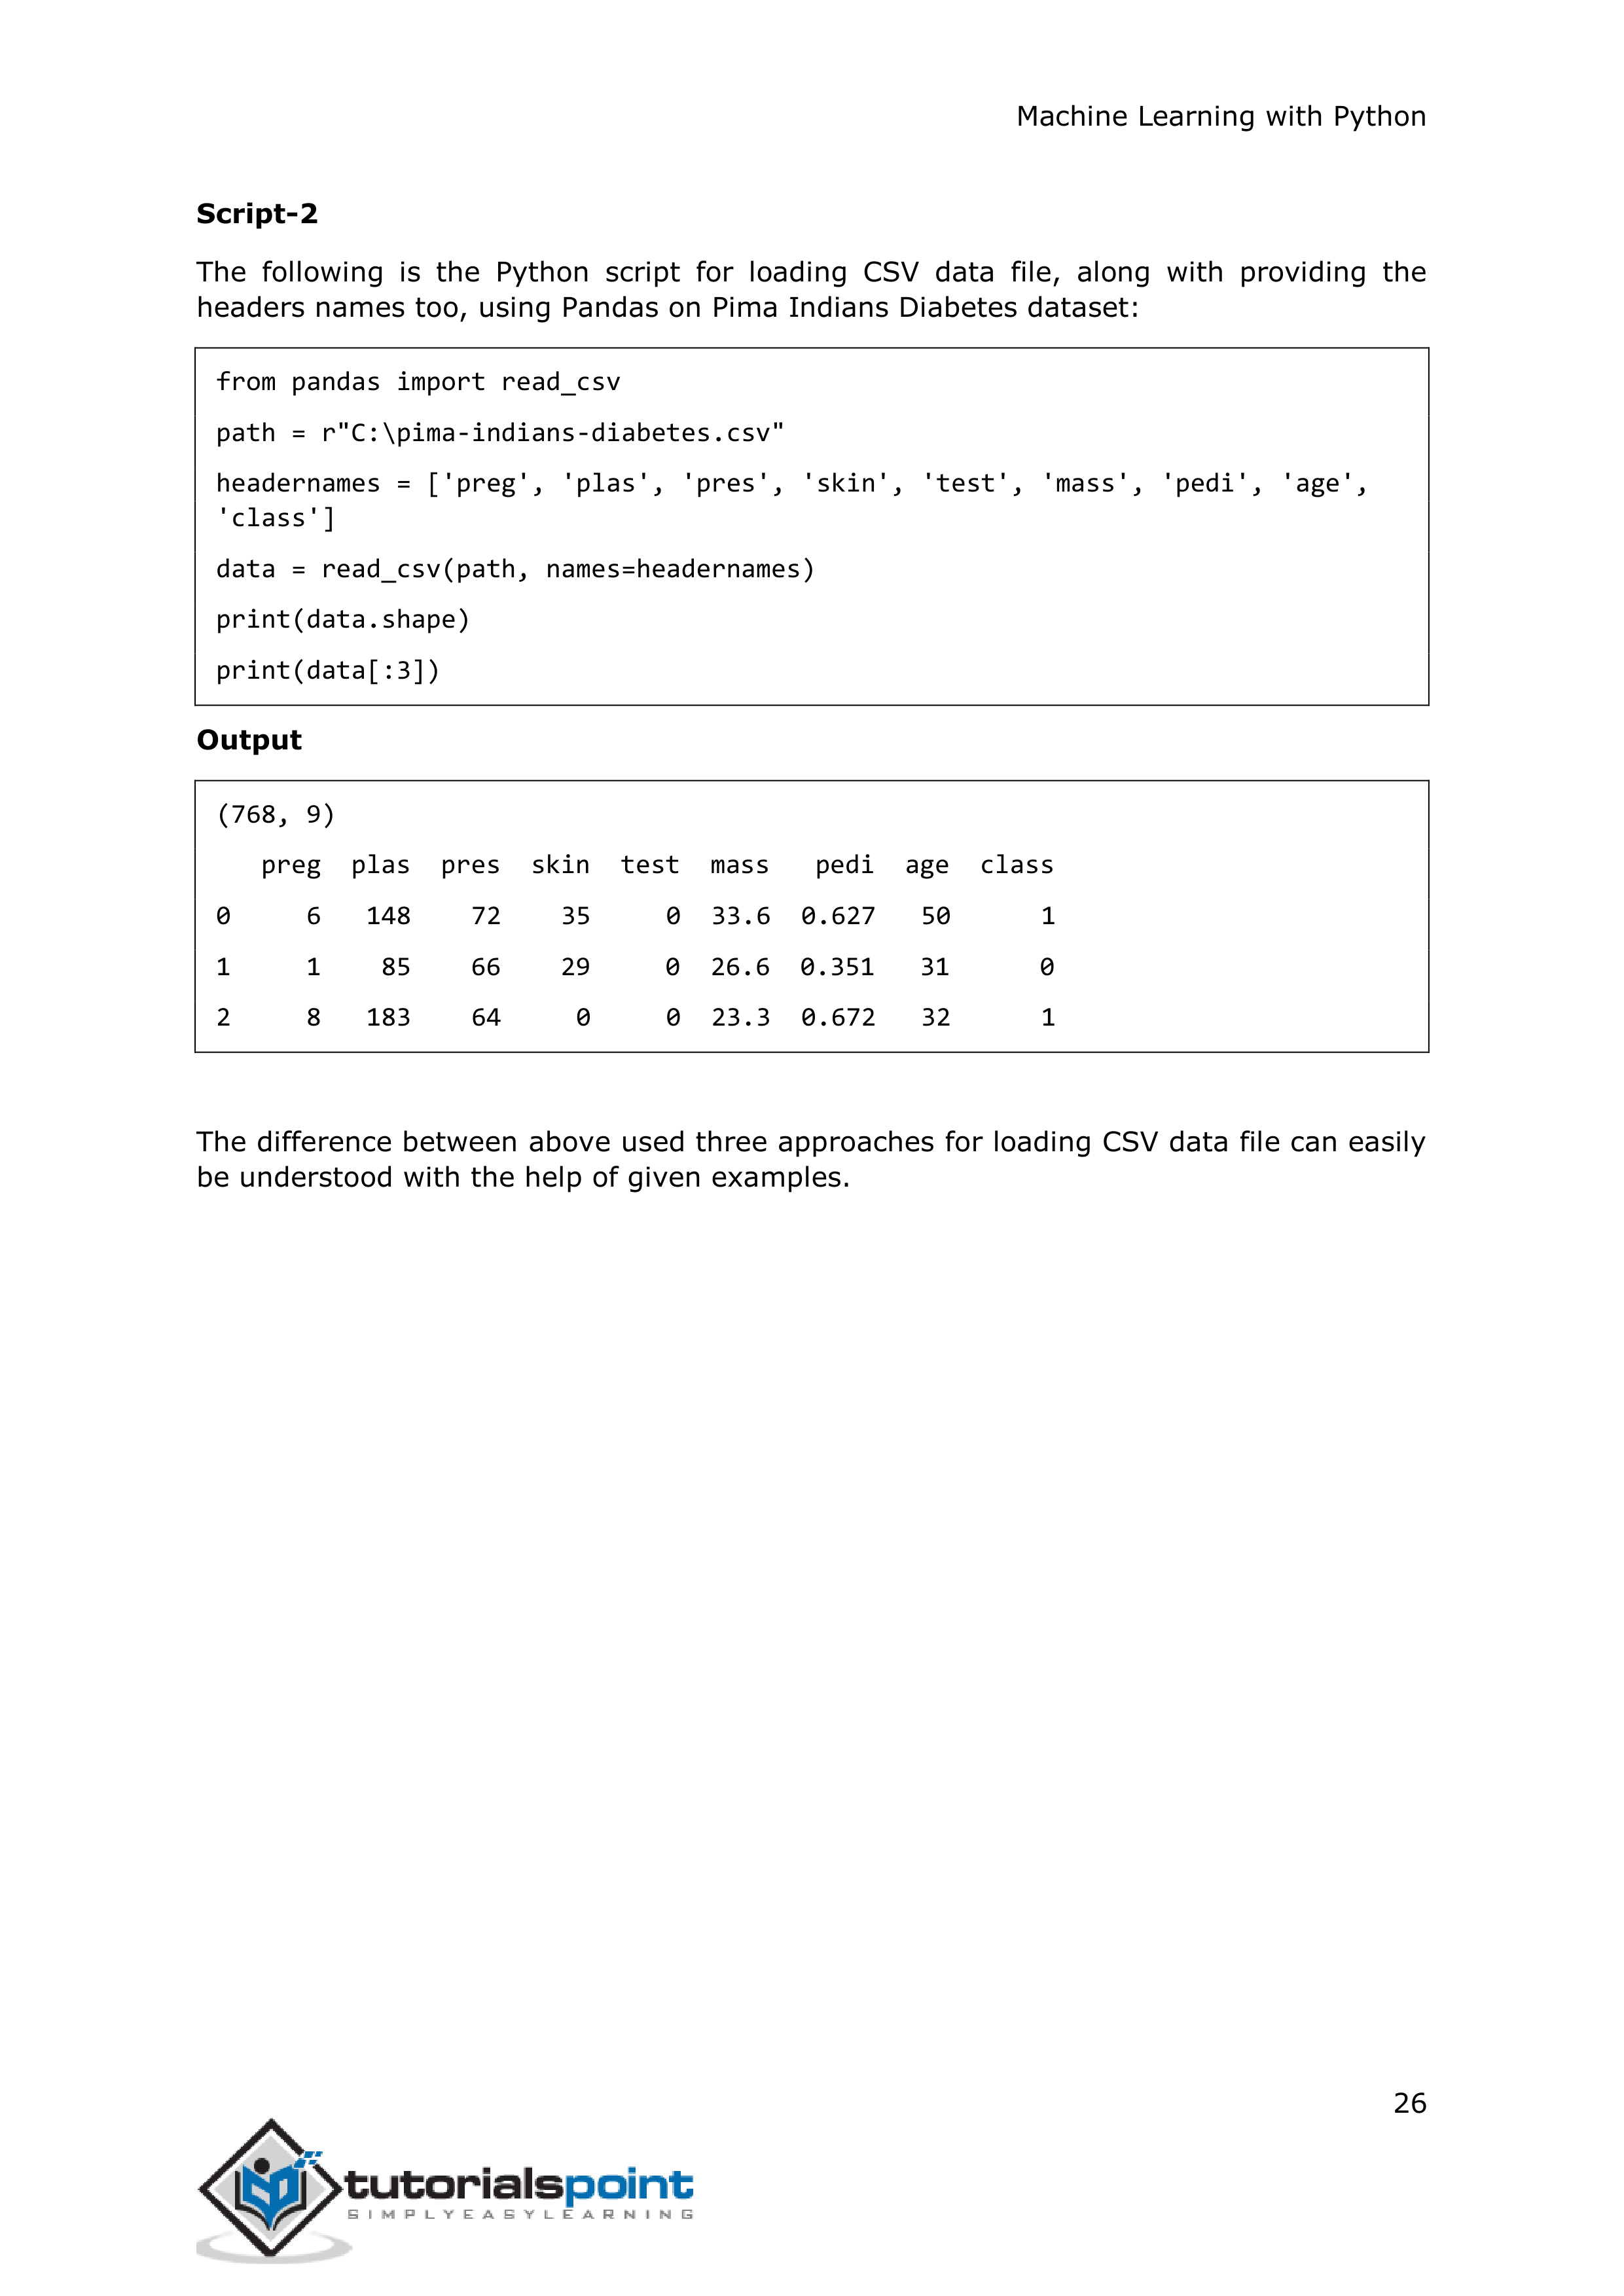 Machine Learning with Python
Script-2
The following is the Python script for loading CSV data file, along with providing the
headers names too, using Pandas on Pima Indians Diabetes dataset:
from pandas import read_csv
path = r"C:\pima-indians-diabetes.csv"
headernames = ['preg', 'plas', 'pres', 'skin', 'test', 'mass', 'pedi', 'age',
'class']
data = read_csv(path, names=headernames)
print(data.shape)
print(data[:3])
Output
(768, 9)
   preg  plas  pres  skin  test  mass   pedi  age  class
0     6   148    72    35     0  33.6  0.627   50      1
1     1    85    66    29     0  26.6  0.351   31      0
2     8   183    64     0     0  23.3  0.672   32      1
The difference between above used three approaches for loading CSV data file can easily
be understood with the help of given examples.
26
tutorialspoint
SIMPLYEASYLEARNING